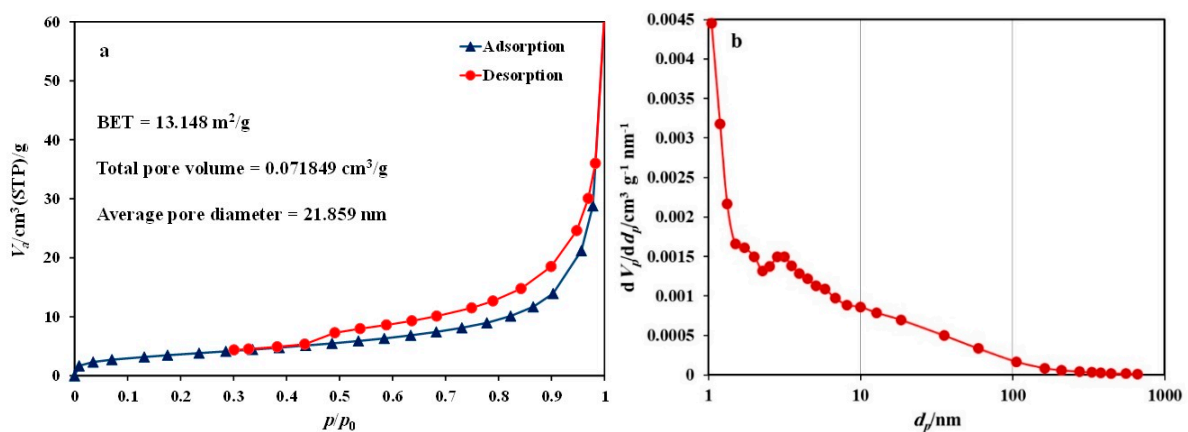 a
Adsorption
Desorption
BET = 13.148 m²/g
Total pore volume = 0.071849 cm³/g
Average pore diameter = 21.859 nm
Vₐ/cm³(STP)/g
60
50
40
30
20
10
0
0 0.1 0.2 0.3 0.4 0.5 0.6 0.7 0.8 0.9 1
p/p₀
b
d Vₚ/ddₚ/cm³ g⁻¹ nm⁻¹
0.0045
0.004
0.0035
0.003
0.0025
0.002
0.0015
0.001
0.0005
0
1 10 100 1000
dₚ/nm